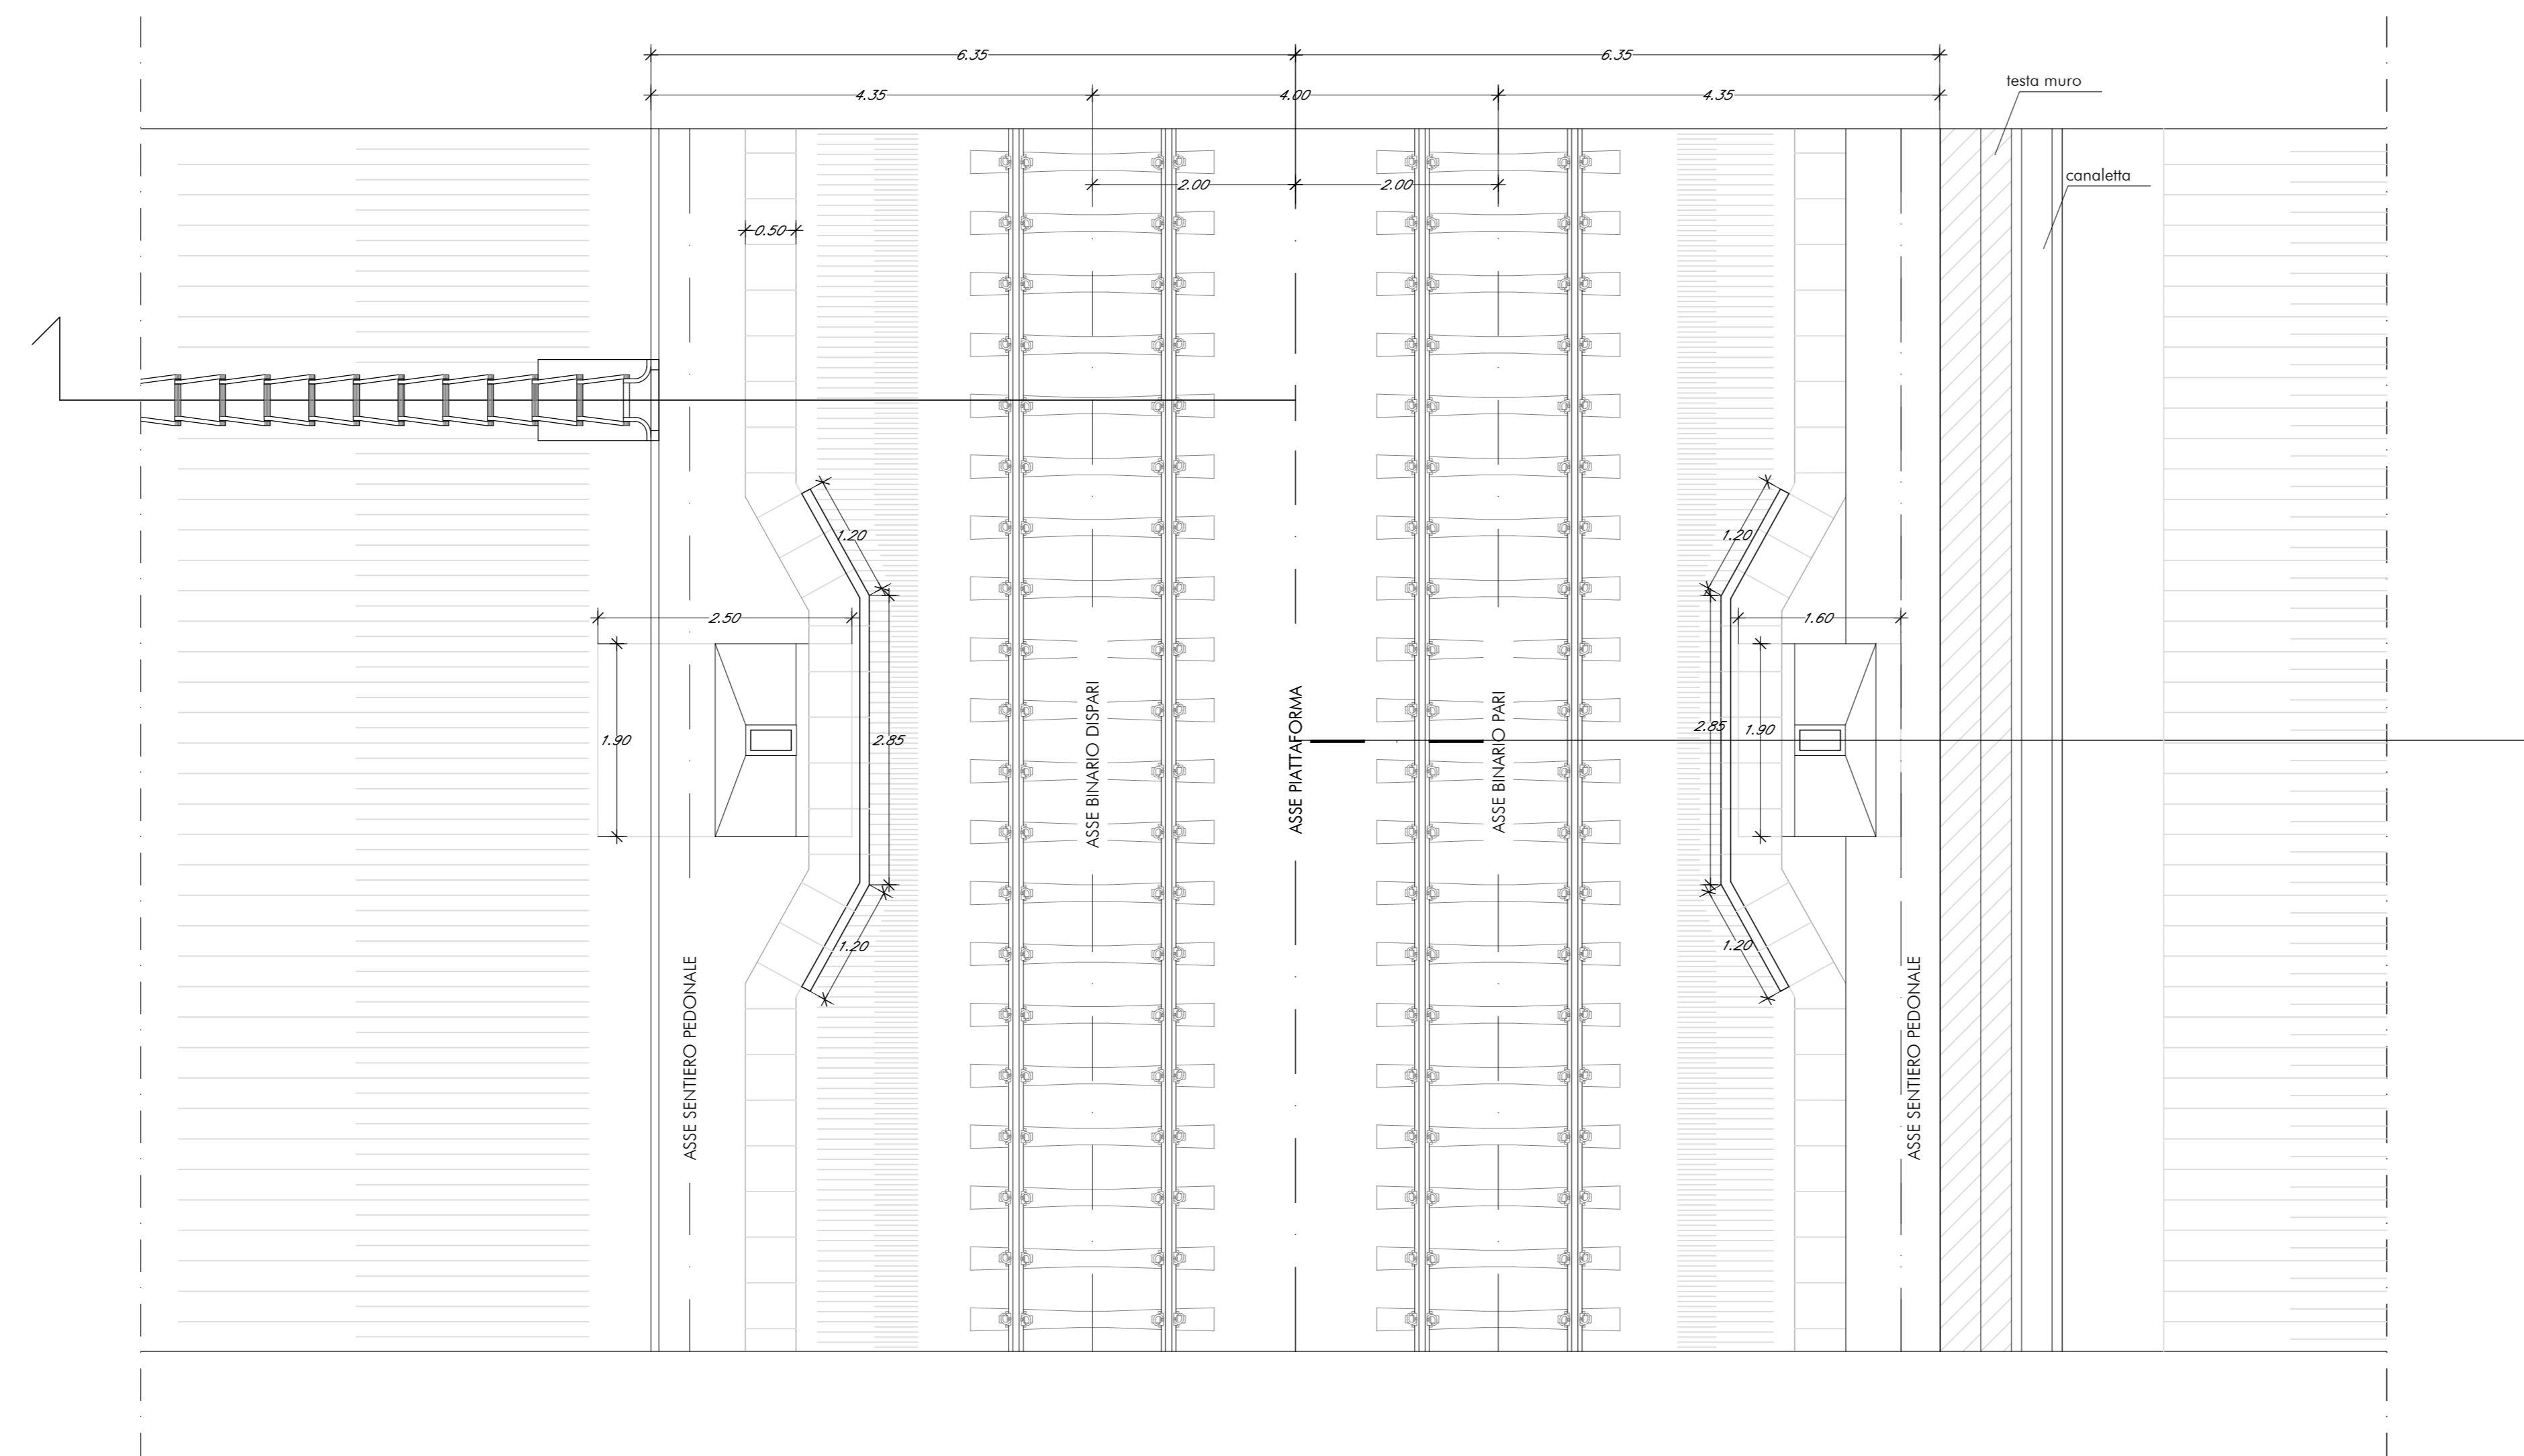 6.35
6.35
testa muro
4.35
4.00
4.35
canaletta
2.00
2.00
0.50
1.20
1.20
2.50
1.60
1.90
2.85
ASSE BINARIO DISPARI
ASSE PIATTAFORMA
ASSE BINARIO PARI
2.85
1.90
1.20
1.20
ASSE SENTIERO PEDONALE
ASSE SENTIERO PEDONALE